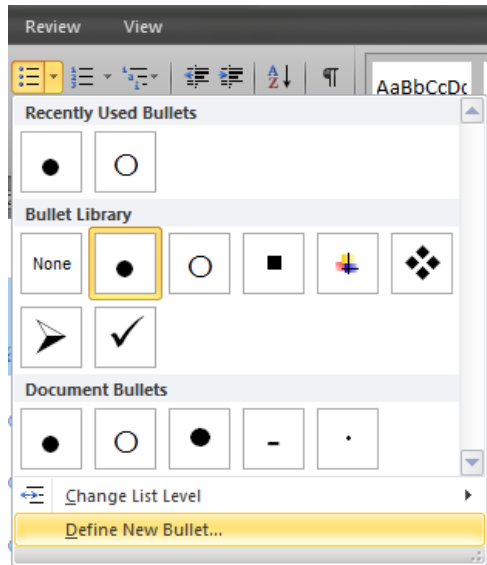 Review View
AaBbCcDc
Recently Used Bullets
Bullet Library
None
Document Bullets
Change List Level
Define New Bullet...